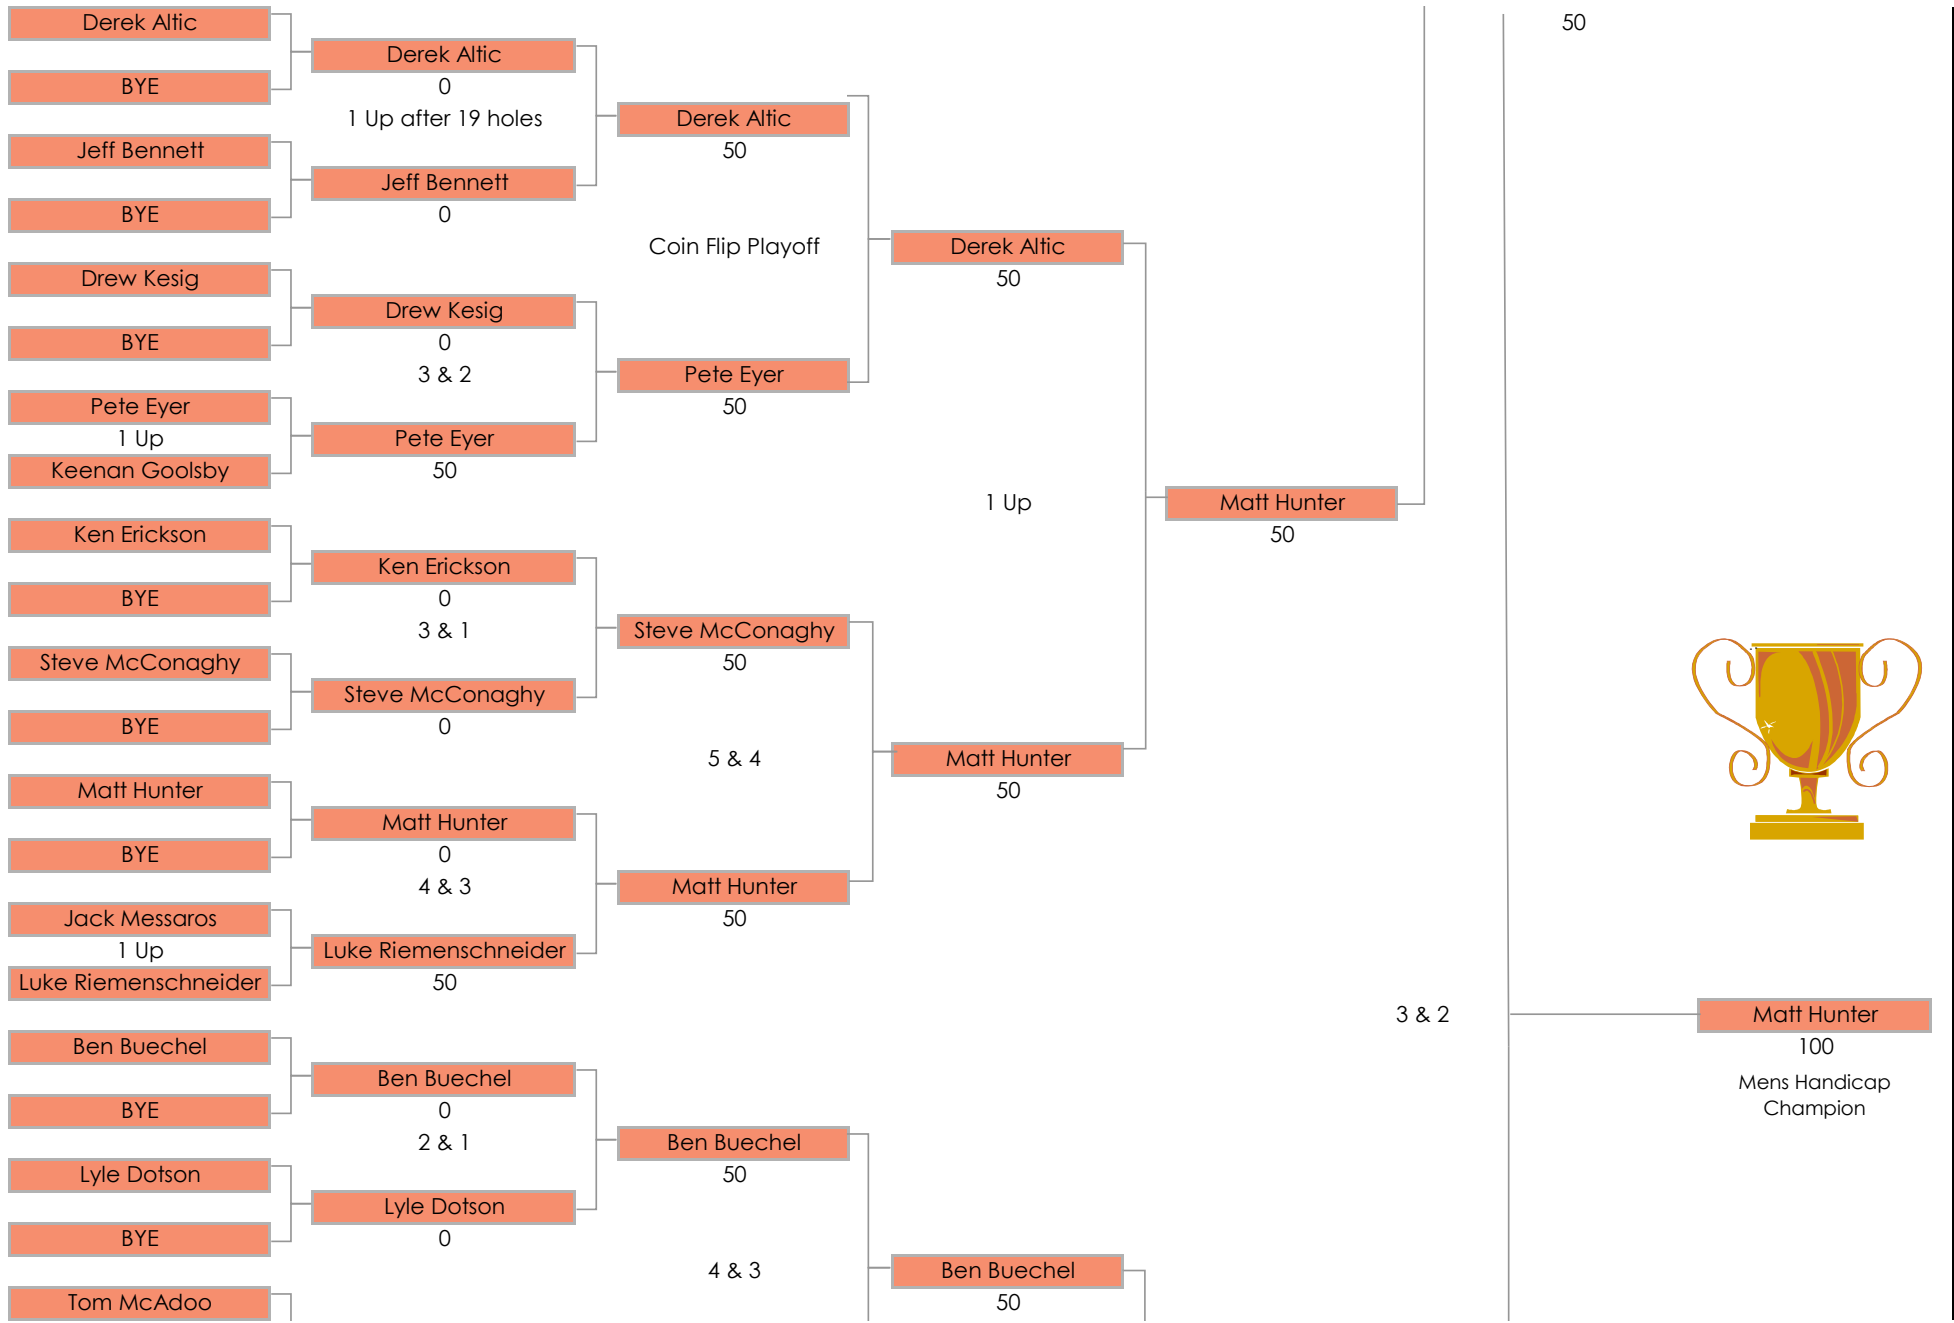 Derek Altic
BYE
Jeff Bennett
BYE
Drew Kesig
BYE
Pete Eyer
1 Up
Keenan Goolsby
Ken Erickson
BYE
Steve McConaghy
BYE
Matt Hunter
BYE
Jack Messaros
1 Up
Luke Riemenschneider
Ben Buechel
BYE
Lyle Dotson
BYE
Tom McAdoo
Derek Altic
0
1 Up after 19 holes
Jeff Bennett
0
Drew Kesig
0
3 & 2
Pete Eyer
50
Ken Erickson
0
3 & 1
Steve McConaghy
0
Matt Hunter
0
4 & 3
Luke Riemenschneider
50
Ben Buechel
0
2 & 1
Lyle Dotson
0
Derek Altic
50
Coin Flip Playoff
Pete Eyer
50
Steve McConaghy
50
5 & 4
Matt Hunter
50
Ben Buechel
50
4 & 3
Derek Altic
50
1 Up
Matt Hunter
50
Ben Buechel
50
Matt Hunter
50
3 & 2
50
Matt Hunter
100
Mens Handicap
Champion